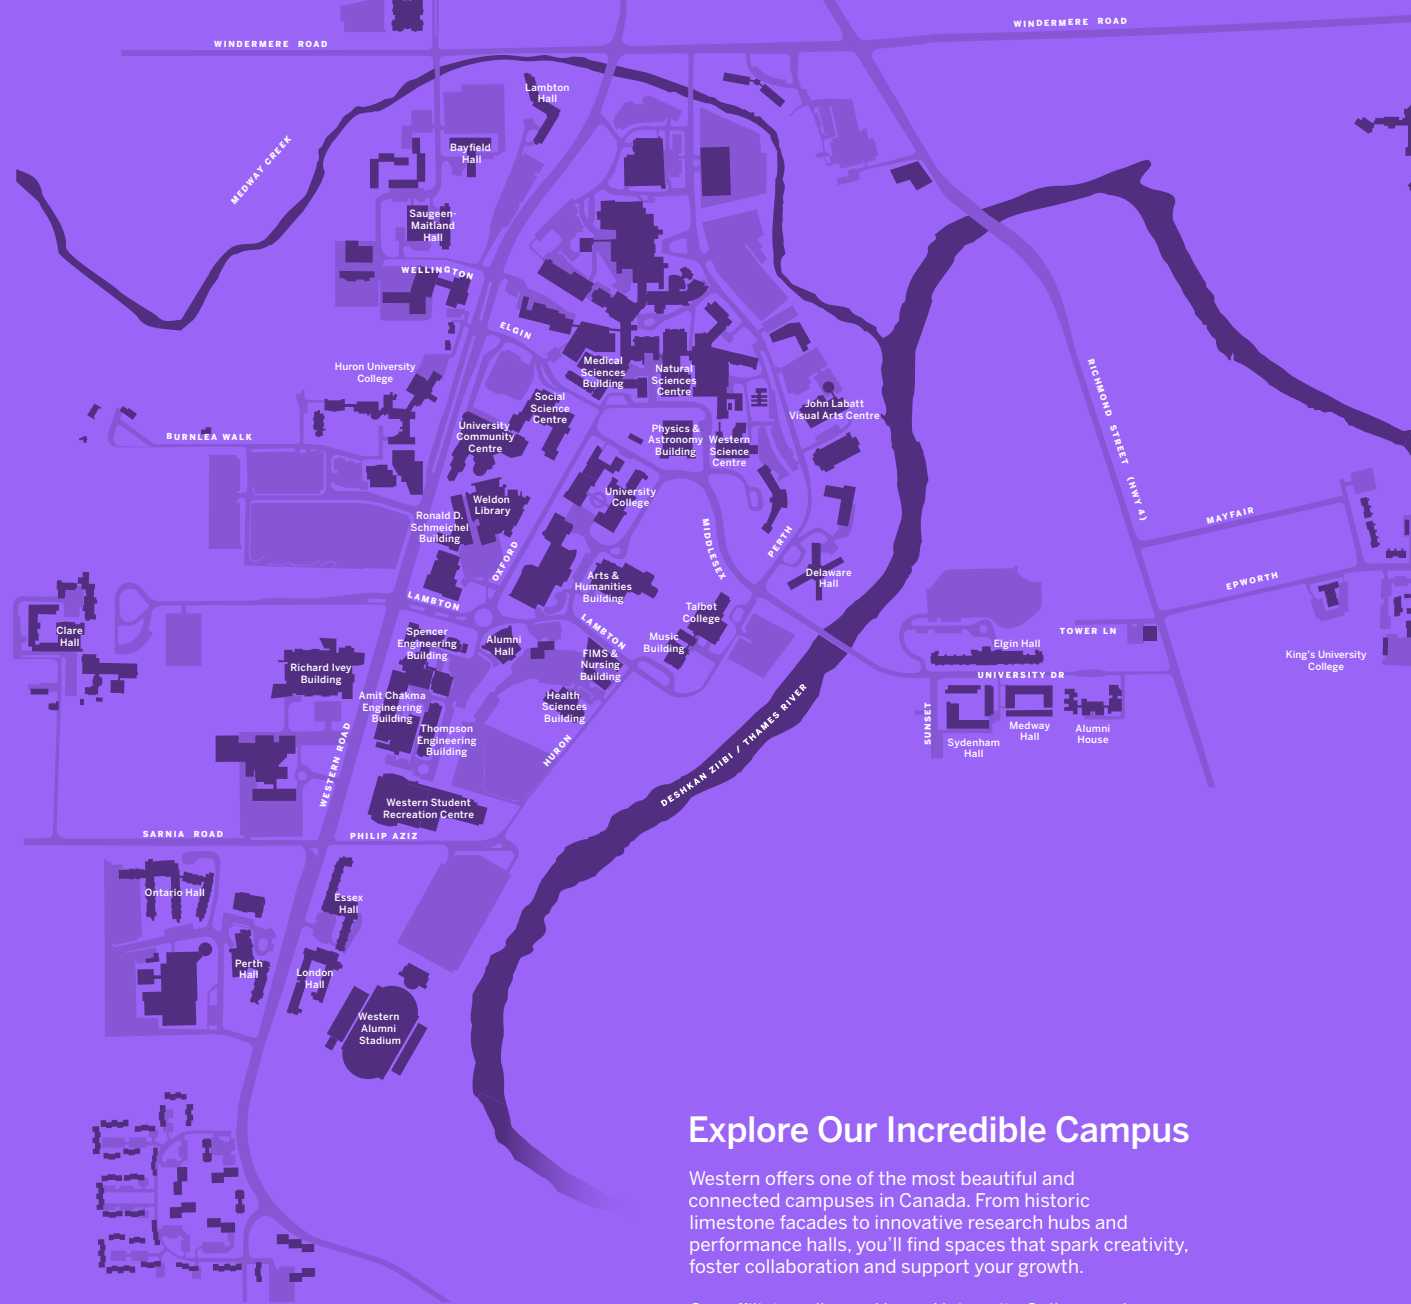 WINDERMERE ROAD
WINDERMERE ROAD
Lambton
Hall
MEDWAY CREEK
Bayfield
Hall
Saugeen-
Maitland
Hall
WELLINGTON
ELGIN
Huron University
College
Medical
Sciences
Building
Natural
Sciences
Centre
Social
Science
Centre
John Labatt
Visual Arts Centre
RICHMOND STREET (HWY 4)
BURNLEA WALK
University
Community
Centre
Physics &
Astronomy
Building
Western
Science
Centre
University
College
Weldon
Library
Ronald D.
Schmeichel
Building
MAYFAIR
OXFORD
MIDDLESEX
PERTH
Arts &
Humanities
Building
Delaware
Hall
EPWORTH
LAMBTON
Talbot
College
LAMBTON
Clare
Hall
Spencer
Engineering
Building
Alumni
Hall
Music
Building
TOWER LN
Elgin Hall
King's University
College
FIMS &
Nursing
Building
Richard Ivey
Building
UNIVERSITY DR
Amit Chakma
Engineering
Building
Health
Sciences
Building
SUNSET
Sydenham
Hall
Medway
Hall
Alumni
House
Thompson
Engineering
Building
HURON
DESHKAN ZIIBI / THAMES RIVER
WESTERN ROAD
Western Student
Recreation Centre
SARNIA ROAD
PHILIP AZIZ
Ontario Hall
Essex
Hall
Perth
Hall
London
Hall
Western
Alumni
Stadium
Explore Our Incredible Campus
Western offers one of the most beautiful and
connected campuses in Canada. From historic
limestone facades to innovative research hubs and
performance halls, you'll find spaces that spark creativity,
foster collaboration and support your growth.